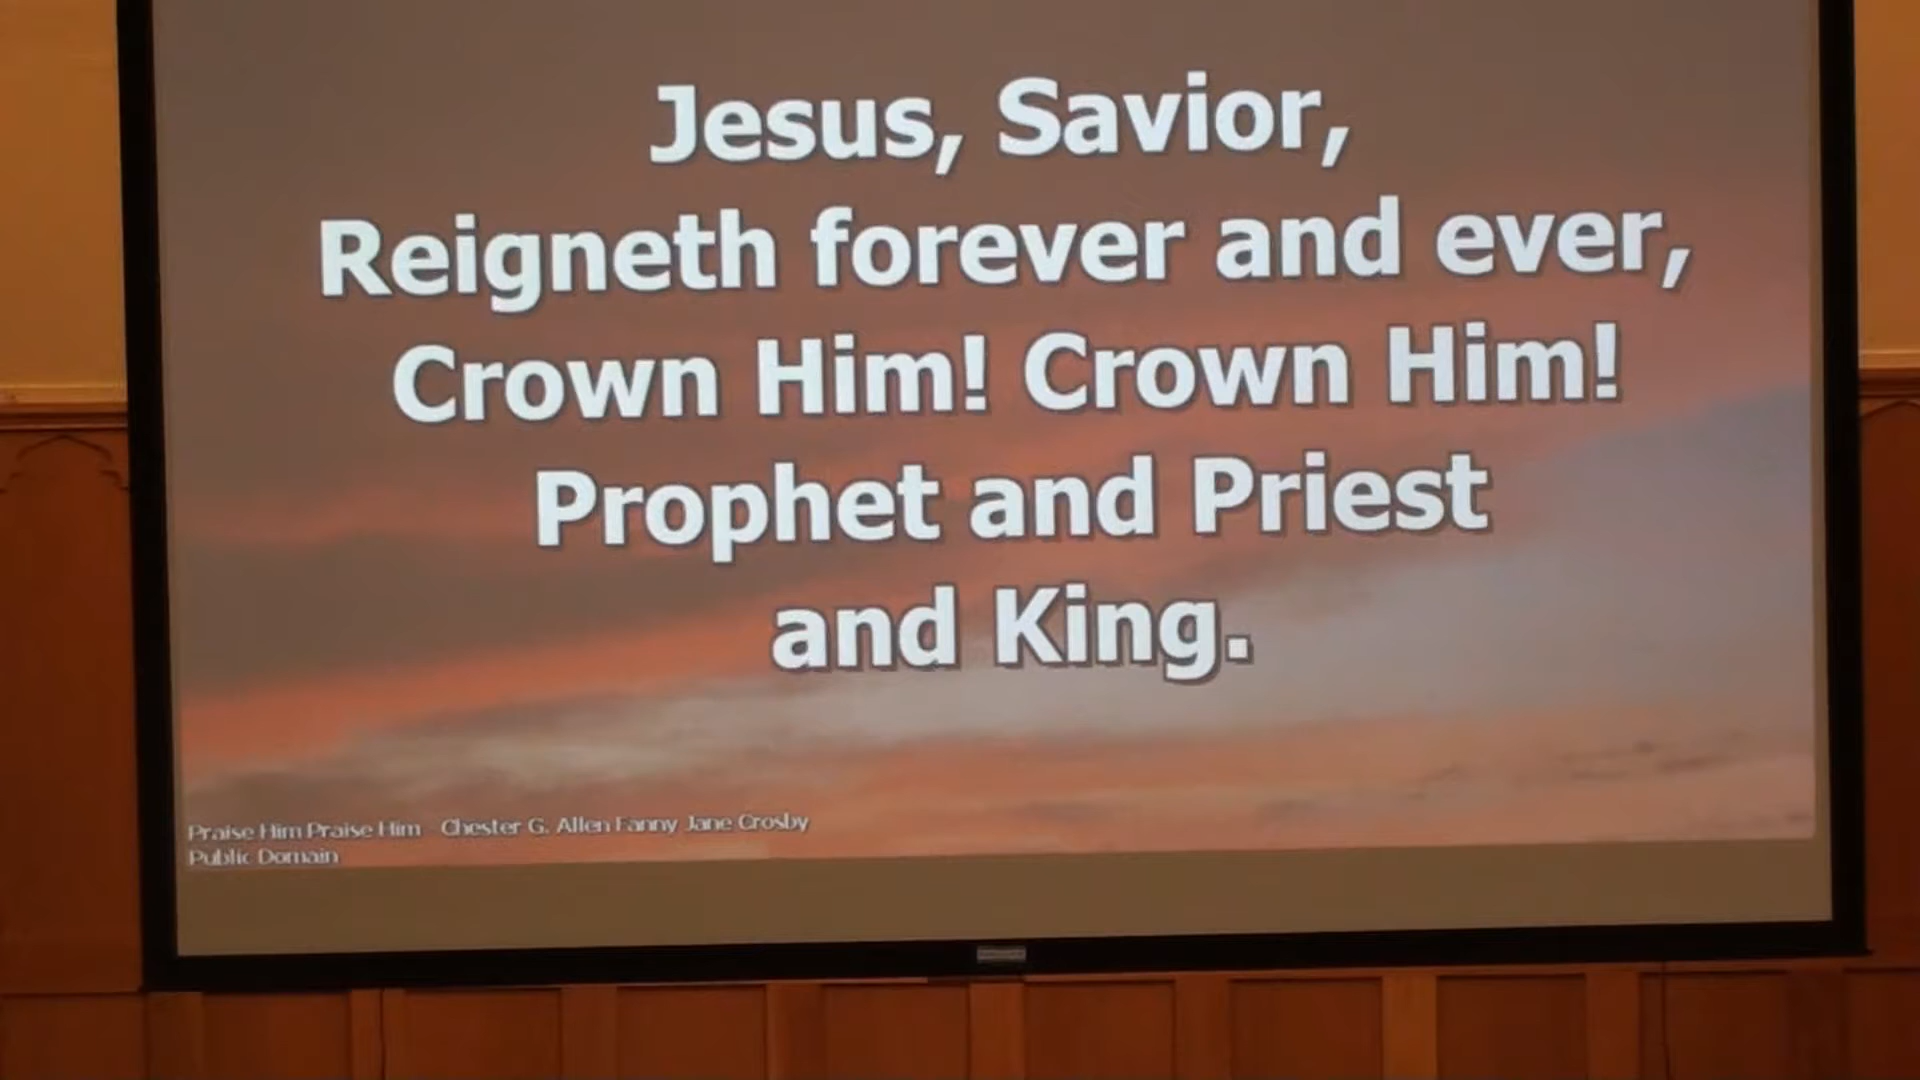 Jesus, Savior,
Reigneth forever and ever,
Crown Him! Crown Him!
Prophet and Priest
and King.
Praise Him Praise Him - Chester G. Allen Fanny Jane Crosby
Public Domain